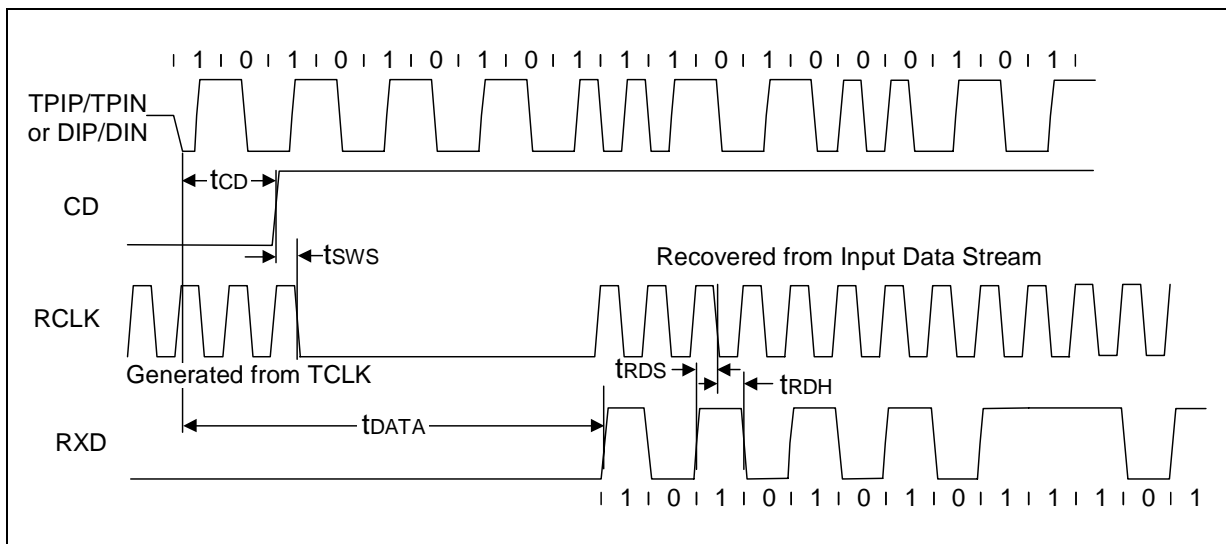 1 0 1 0 1 0 1 0 1 1 1 0 1 0 0 0 1 0 1
TPIP/TPIN
or DIP/DIN
tCD
CD
tSWS
Recovered from Input Data Stream
RCLK
Generated from TCLK
tRDS
tRDH
tDATA
RXD
1 0 1 0 1 0 1 0 1 1 1 0 1